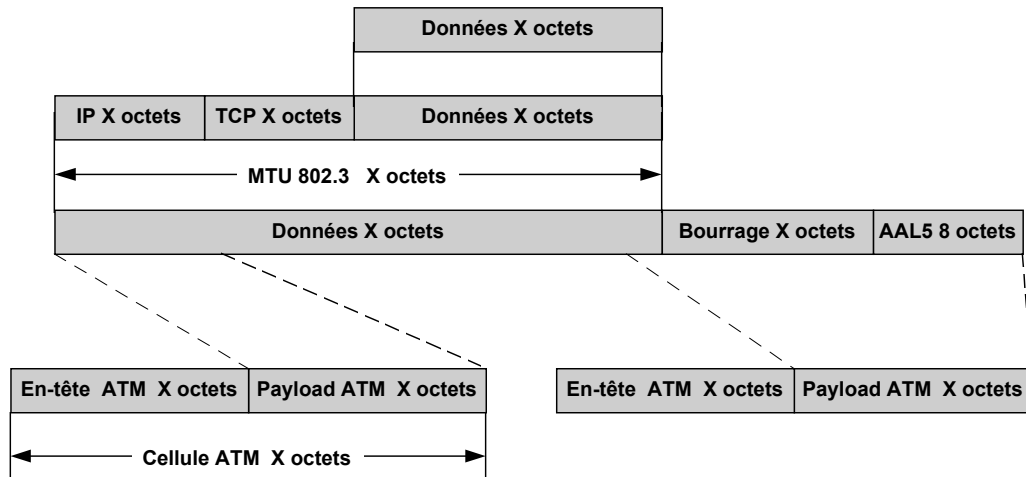 Données X octets
IP X octets
TCP X octets
Données X octets
MTU 802.3 X octets
Données X octets
Bourrage X octets
AAL5 8 octets
En-tête ATM X octets
Payload ATM X octets
En-tête ATM X octets
Payload ATM X octets
Cellule ATM X octets